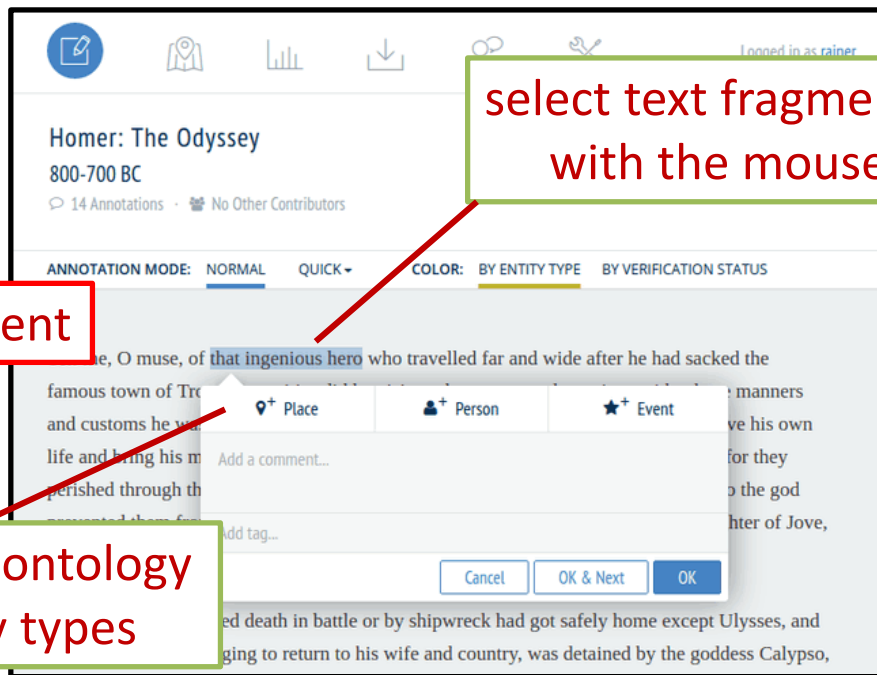 Logged in as rainer
select text fragme
with the mouse
Homer: The Odyssey
800-700 BC
14 Annotations · No Other Contributors
ANNOTATION MODE: NORMAL QUICK COLOR: BY ENTITY TYPE BY VERIFICATION STATUS
ent
e, O muse, of that ingenious hero who travelled far and wide after he had sacked the
famous town of Tro manners
and customs he wa ve his own
life and bring his m for they
perished through th o the god
hter of Jove,
Place Person Event
Add a comment...
Add tag...
Cancel OK & Next OK
ontology
y types
ed death in battle or by shipwreck had got safely home except Ulysses, and
ging to return to his wife and country, was detained by the goddess Calypso,